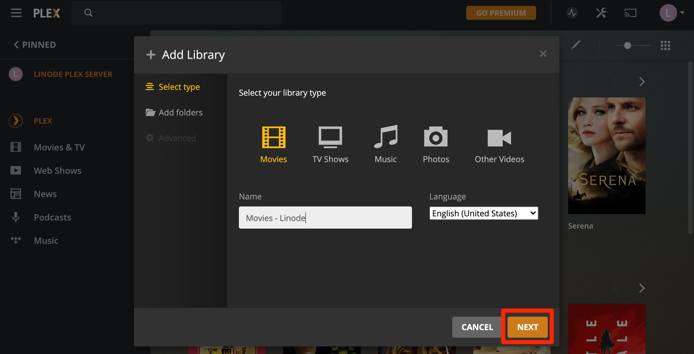 PLEX
GO PREMIUM
L
PINNED
L LINODE PLEX SERVER
PLEX
Movies & TV
Web Shows
News
Podcasts
Music
Add Library
Select type
Add folders
Advanced
Select your library type
Movies
TV Shows
Music
Photos
Other Videos
Name
Language
Movies - Linode
English (United States)
CANCEL
NEXT
SERENA
Serena